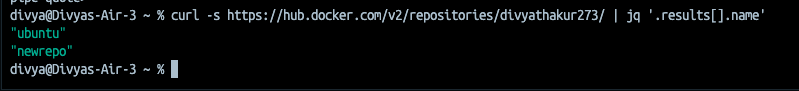 divya@Divyas-Air-3 ~ % curl -s https://hub.docker.com/v2/repositories/divyathakur273/ | jq '.results[].name'
"ubuntu"
"newrepo"
divya@Divyas-Air-3 ~ %